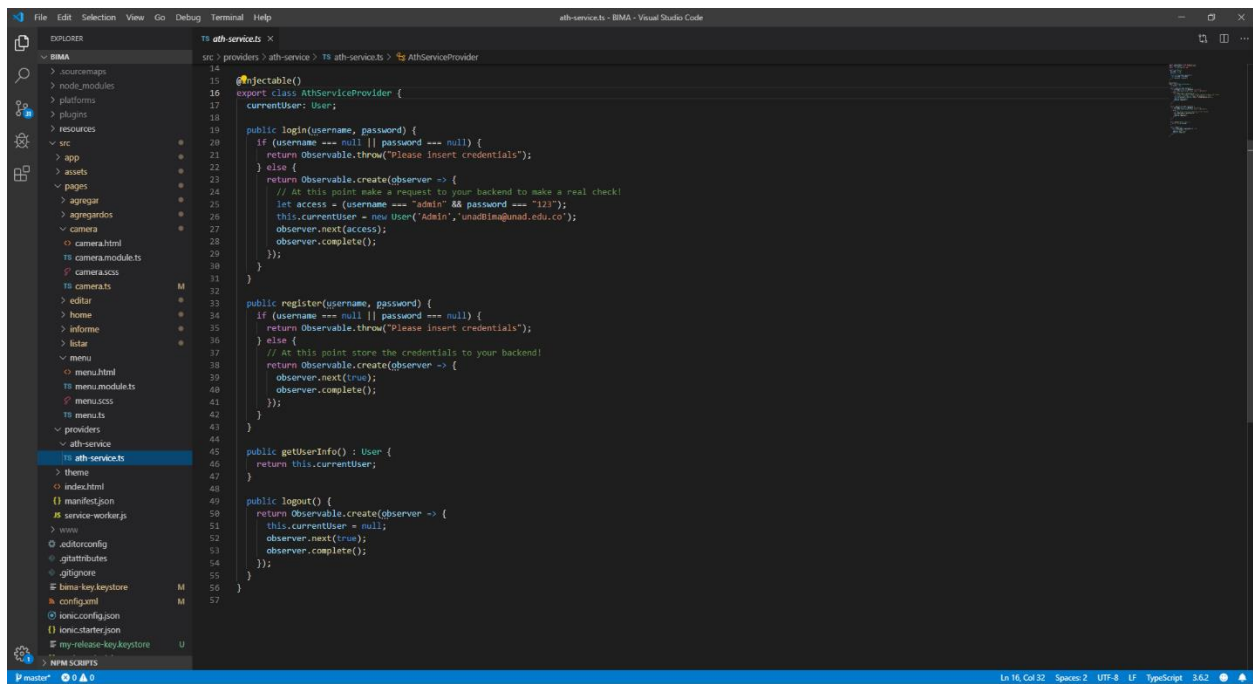 File Edit Selection View Go Debug Terminal Help
ath-service.ts - BIMA - Visual Studio Code
EXPLORER
BIMA
.sourcemaps
node_modules
platforms
plugins
resources
src
app
assets
pages
agregar
agregardos
camera
camera.html
TS camera.module.ts
camera.scss
TS camera.ts M
editar
home
informe
listar
menu
menu.html
TS menu.module.ts
menu.scss
TS menu.ts
providers
ath-service
TS ath-service.ts
theme
index.html
{} manifest.json
JS service-worker.js
www
.editorconfig
.gitattributes
.gitignore
bima-key.keystore M
config.xml M
ionic.config.json
{} ionic.starter.json
my-release-key.keystore U
NPM SCRIPTS
TS ath-service.ts
src > providers > ath-service > TS ath-service.ts > AthServiceProvider
14
15 @Injectable()
16 export class AthServiceProvider {
17 currentUser: User;
18
19 public login(username, password) {
20 if (username === null || password === null) {
21 return Observable.throw("Please insert credentials");
22 } else {
23 return Observable.create(observer => {
24 // At this point make a request to your backend to make a real check!
25 let access = (username === "admin" && password === "123");
26 this.currentUser = new User('Admin','unadBima@unad.edu.co');
27 observer.next(access);
28 observer.complete();
29 });
30 }
31 }
32
33 public register(username, password) {
34 if (username === null || password === null) {
35 return Observable.throw("Please insert credentials");
36 } else {
37 // At this point store the credentials to your backend!
38 return Observable.create(observer => {
39 observer.next(true);
40 observer.complete();
41 });
42 }
43 }
44
45 public getUserInfo() : User {
46 return this.currentUser;
47 }
48
49 public logout() {
50 return Observable.create(observer => {
51 this.currentUser = null;
52 observer.next(true);
53 observer.complete();
54 });
55 }
56 }
57
master* 0 0
Ln 16, Col 32 Spaces: 2 UTF-8 LF TypeScript 3.6.2